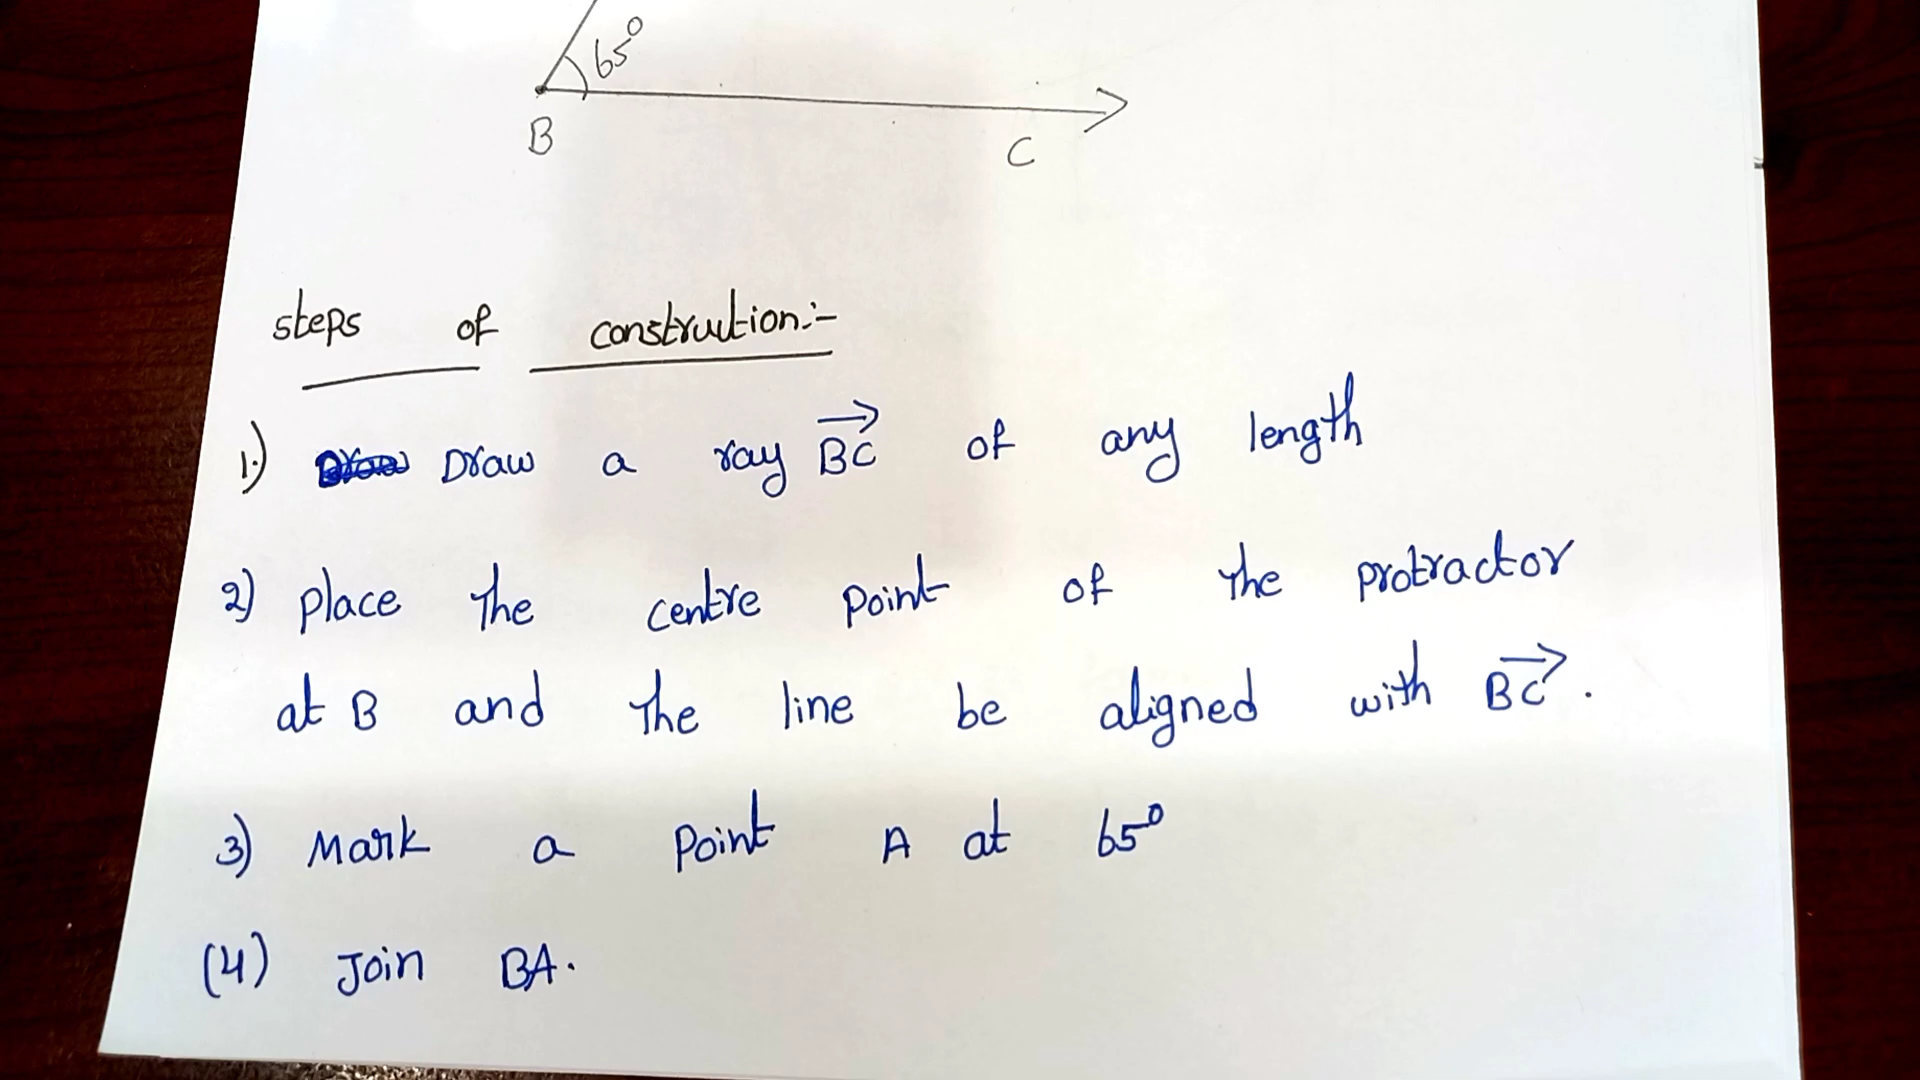 65°
B C
steps of construction:-
1.) Draw a ray BC of any length
2) place the centre point of the protractor
at B and the line be aligned with BC.
3) Mark a point A at 65°
(4) Join BA.